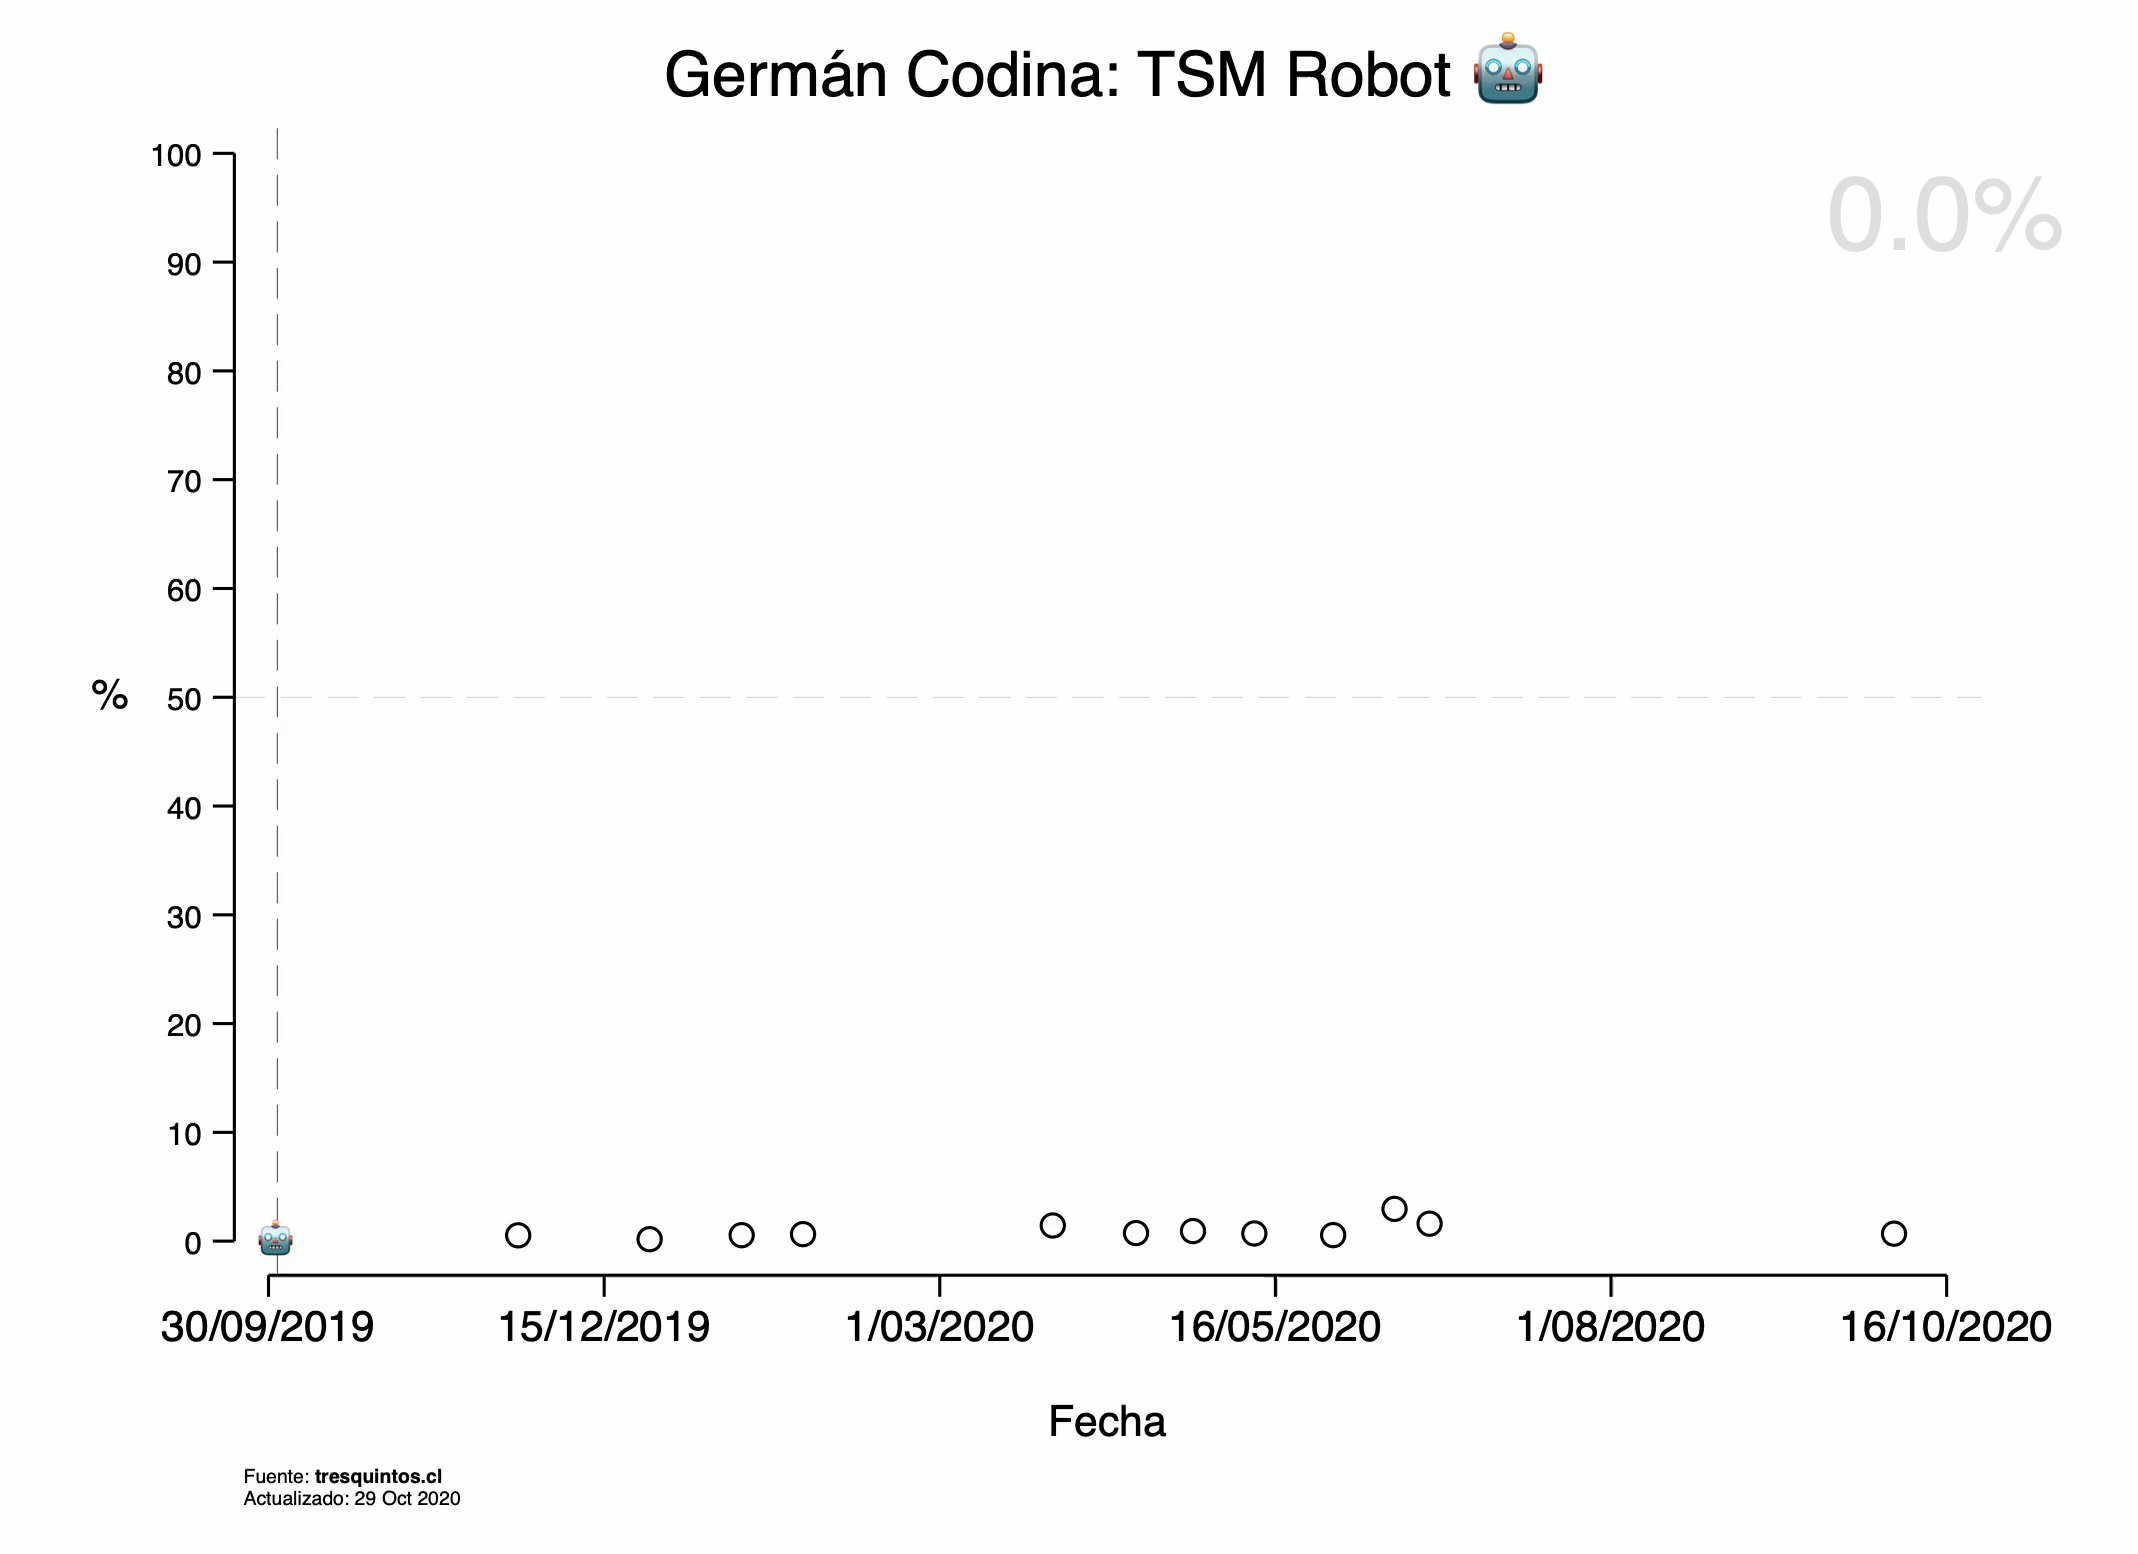 Germán Codina: TSM Robot 🤖
0.0%
100
90
80
70
60
50
40
30
20
10
0
%
30/09/2019 15/12/2019 1/03/2020 16/05/2020 1/08/2020 16/10/2020
Fecha
Fuente: tresquintos.cl
Actualizado: 29 Oct 2020